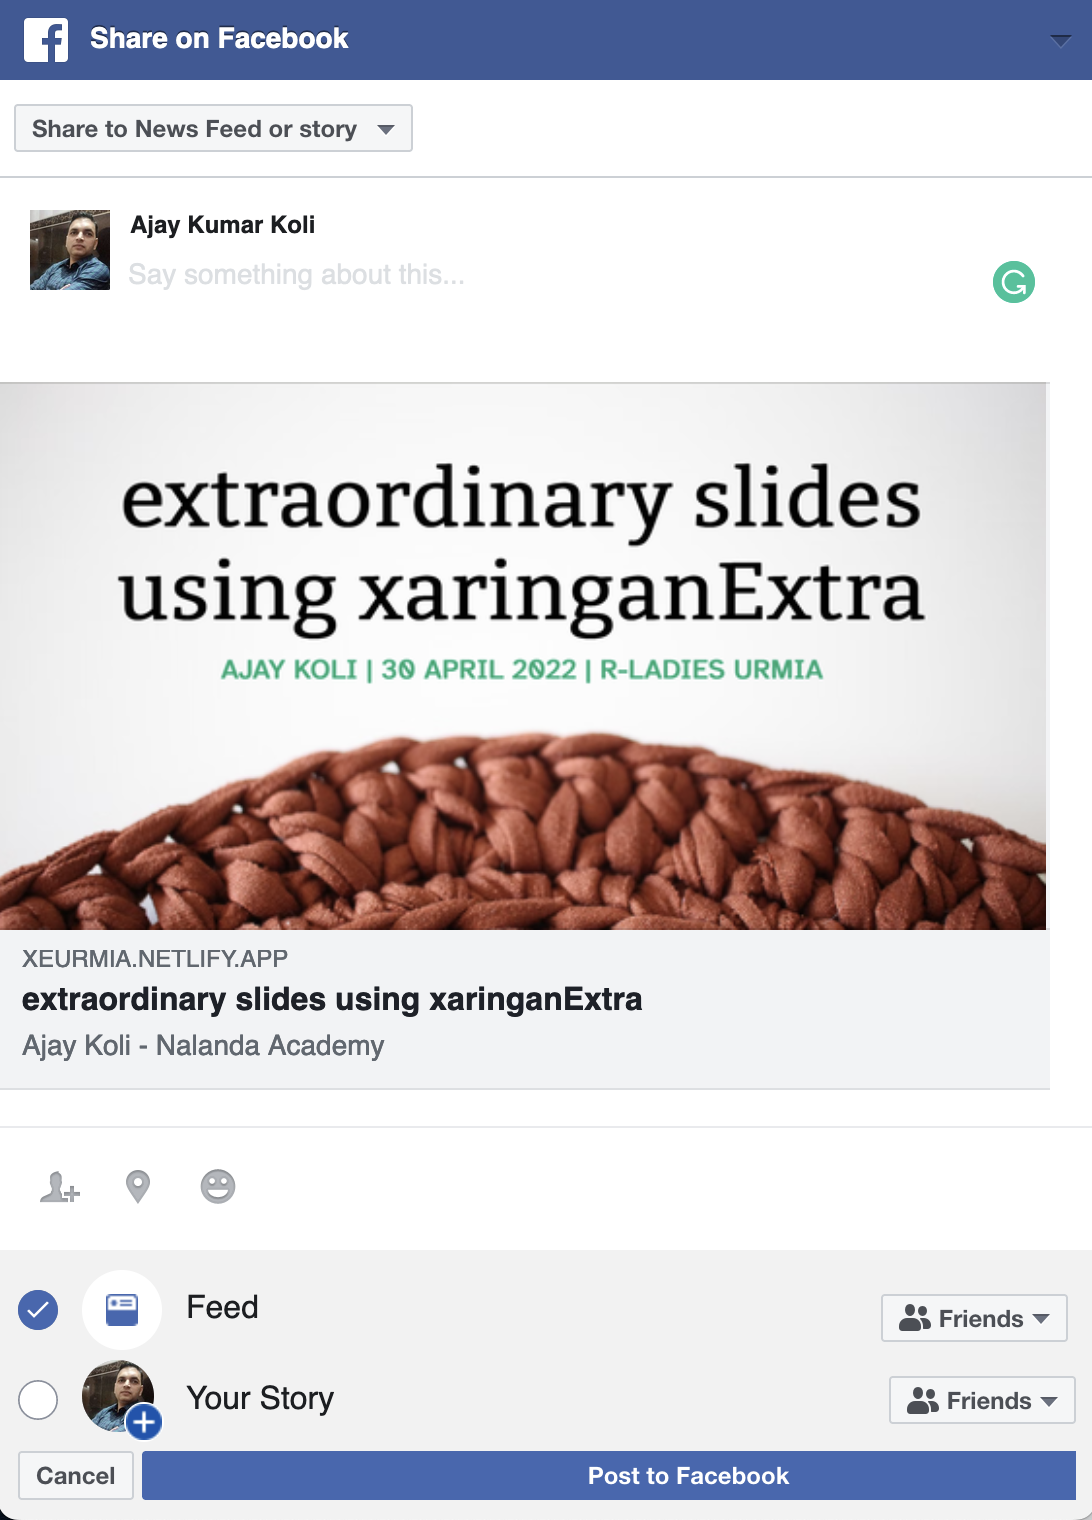 Share on Facebook
Share to News Feed or story
Ajay Kumar Koli
Say something about this...
extraordinary slides
using xaringanExtra
AJAY KOLI | 30 APRIL 2022 | R-LADIES URMIA
XEURMIA.NETLIFY.APP
extraordinary slides using xaringanExtra
Ajay Koli - Nalanda Academy
Feed
Friends
Your Story
Friends
Cancel
Post to Facebook